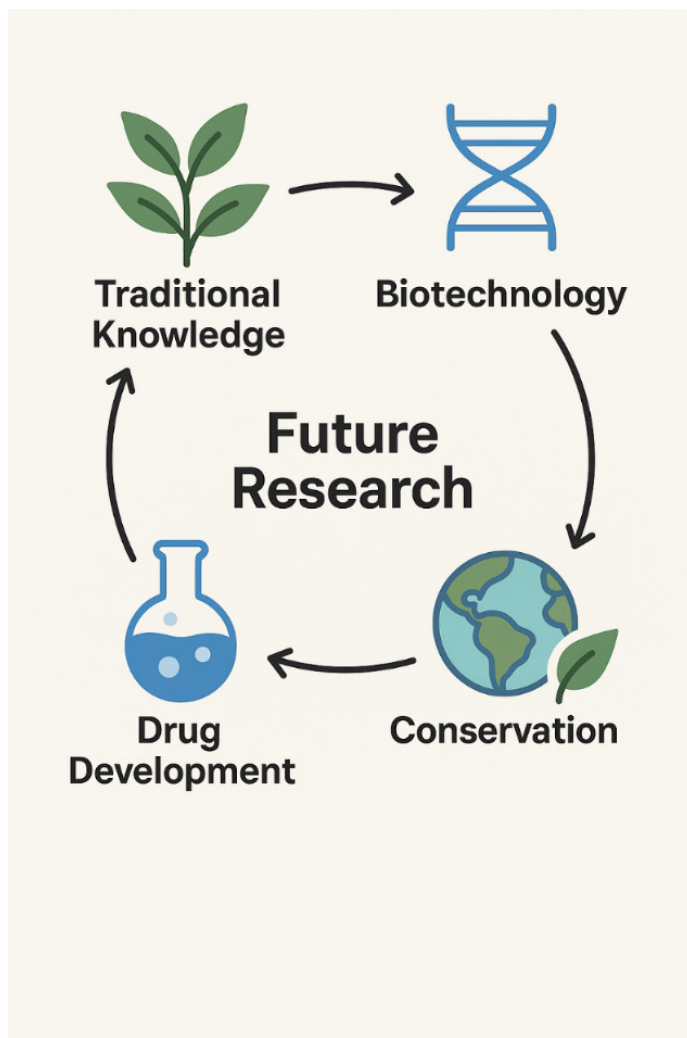 Traditional
Knowledge
Biotechnology
Future
Research
Drug
Development
Conservation